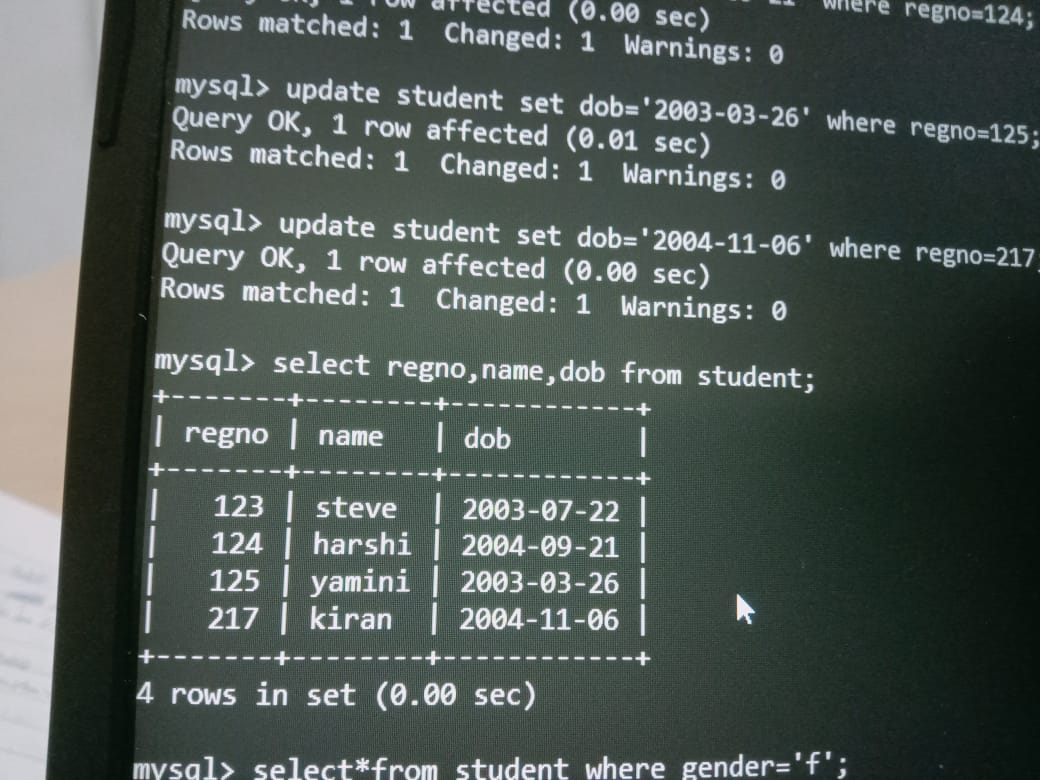 row affected (0.00 sec) where regno=124;
Rows matched: 1  Changed: 1  Warnings: 0
mysql> update student set dob='2003-03-26' where regno=125;
Query OK, 1 row affected (0.01 sec)
Rows matched: 1  Changed: 1  Warnings: 0
mysql> update student set dob='2004-11-06' where regno=217;
Query OK, 1 row affected (0.00 sec)
Rows matched: 1  Changed: 1  Warnings: 0
mysql> select regno,name,dob from student;
+-------+--------+------------+
| regno | name   | dob        |
+-------+--------+------------+
|   123 | steve  | 2003-07-22 |
|   124 | harshi | 2004-09-21 |
|   125 | yamini | 2003-03-26 |
|   217 | kiran  | 2004-11-06 |
+-------+--------+------------+
4 rows in set (0.00 sec)
mysql> select*from student where gender='f';